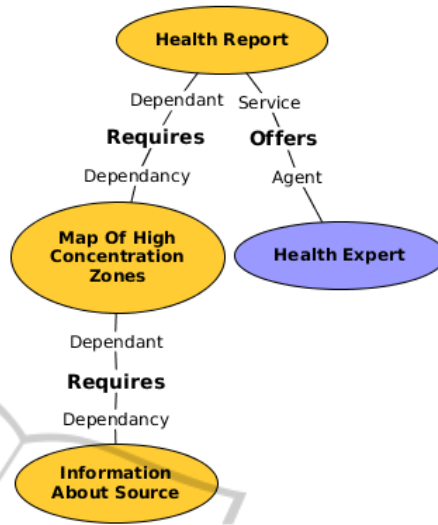 Health Report
Dependant
Service
Requires
Offers
Dependancy
Agent
Map Of High
Concentration
Zones
Health Expert
Dependant
Requires
Dependancy
Information
About Source